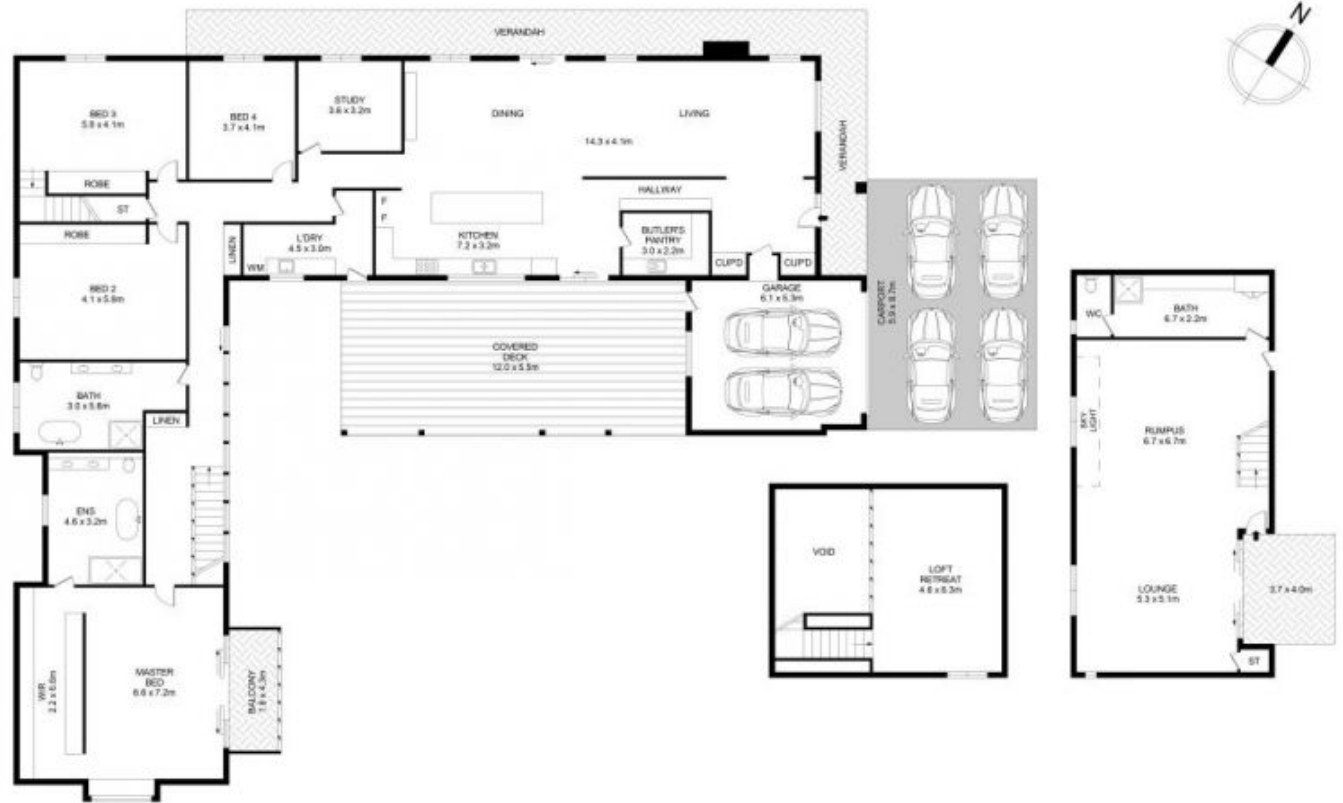 N
VERANDAH
BED 3
5.8 x 4.1m
BED 4
3.7 x 4.1m
STUDY
3.6 x 3.2m
DINING
LIVING
14.3 x 4.1m
VERANDAH
ROBE
ST
ROBE
HALLWAY
F
F
KITCHEN
7.2 x 3.2m
BUTLER'S
PANTRY
3.0 x 2.2m
L'DRY
4.5 x 3.0m
WM
LINEN
CUP'D
CUP'D
BED 2
4.1 x 5.8m
GARAGE
6.1 x 5.3m
CARPORT
5.9 x 8.7m
COVERED
DECK
12.0 x 5.5m
BATH
3.0 x 5.8m
LINEN
ENS
4.6 x 3.2m
WIR
2.2 x 6.6m
MASTER
BED
6.6 x 7.2m
BALCONY
1.8 x 4.3m
VOID
LOFT
RETREAT
4.6 x 6.3m
WC
BATH
6.7 x 2.2m
SKY
LIGHT
RUMPUS
6.7 x 6.7m
LOUNGE
5.3 x 5.1m
3.7 x 4.0m
ST